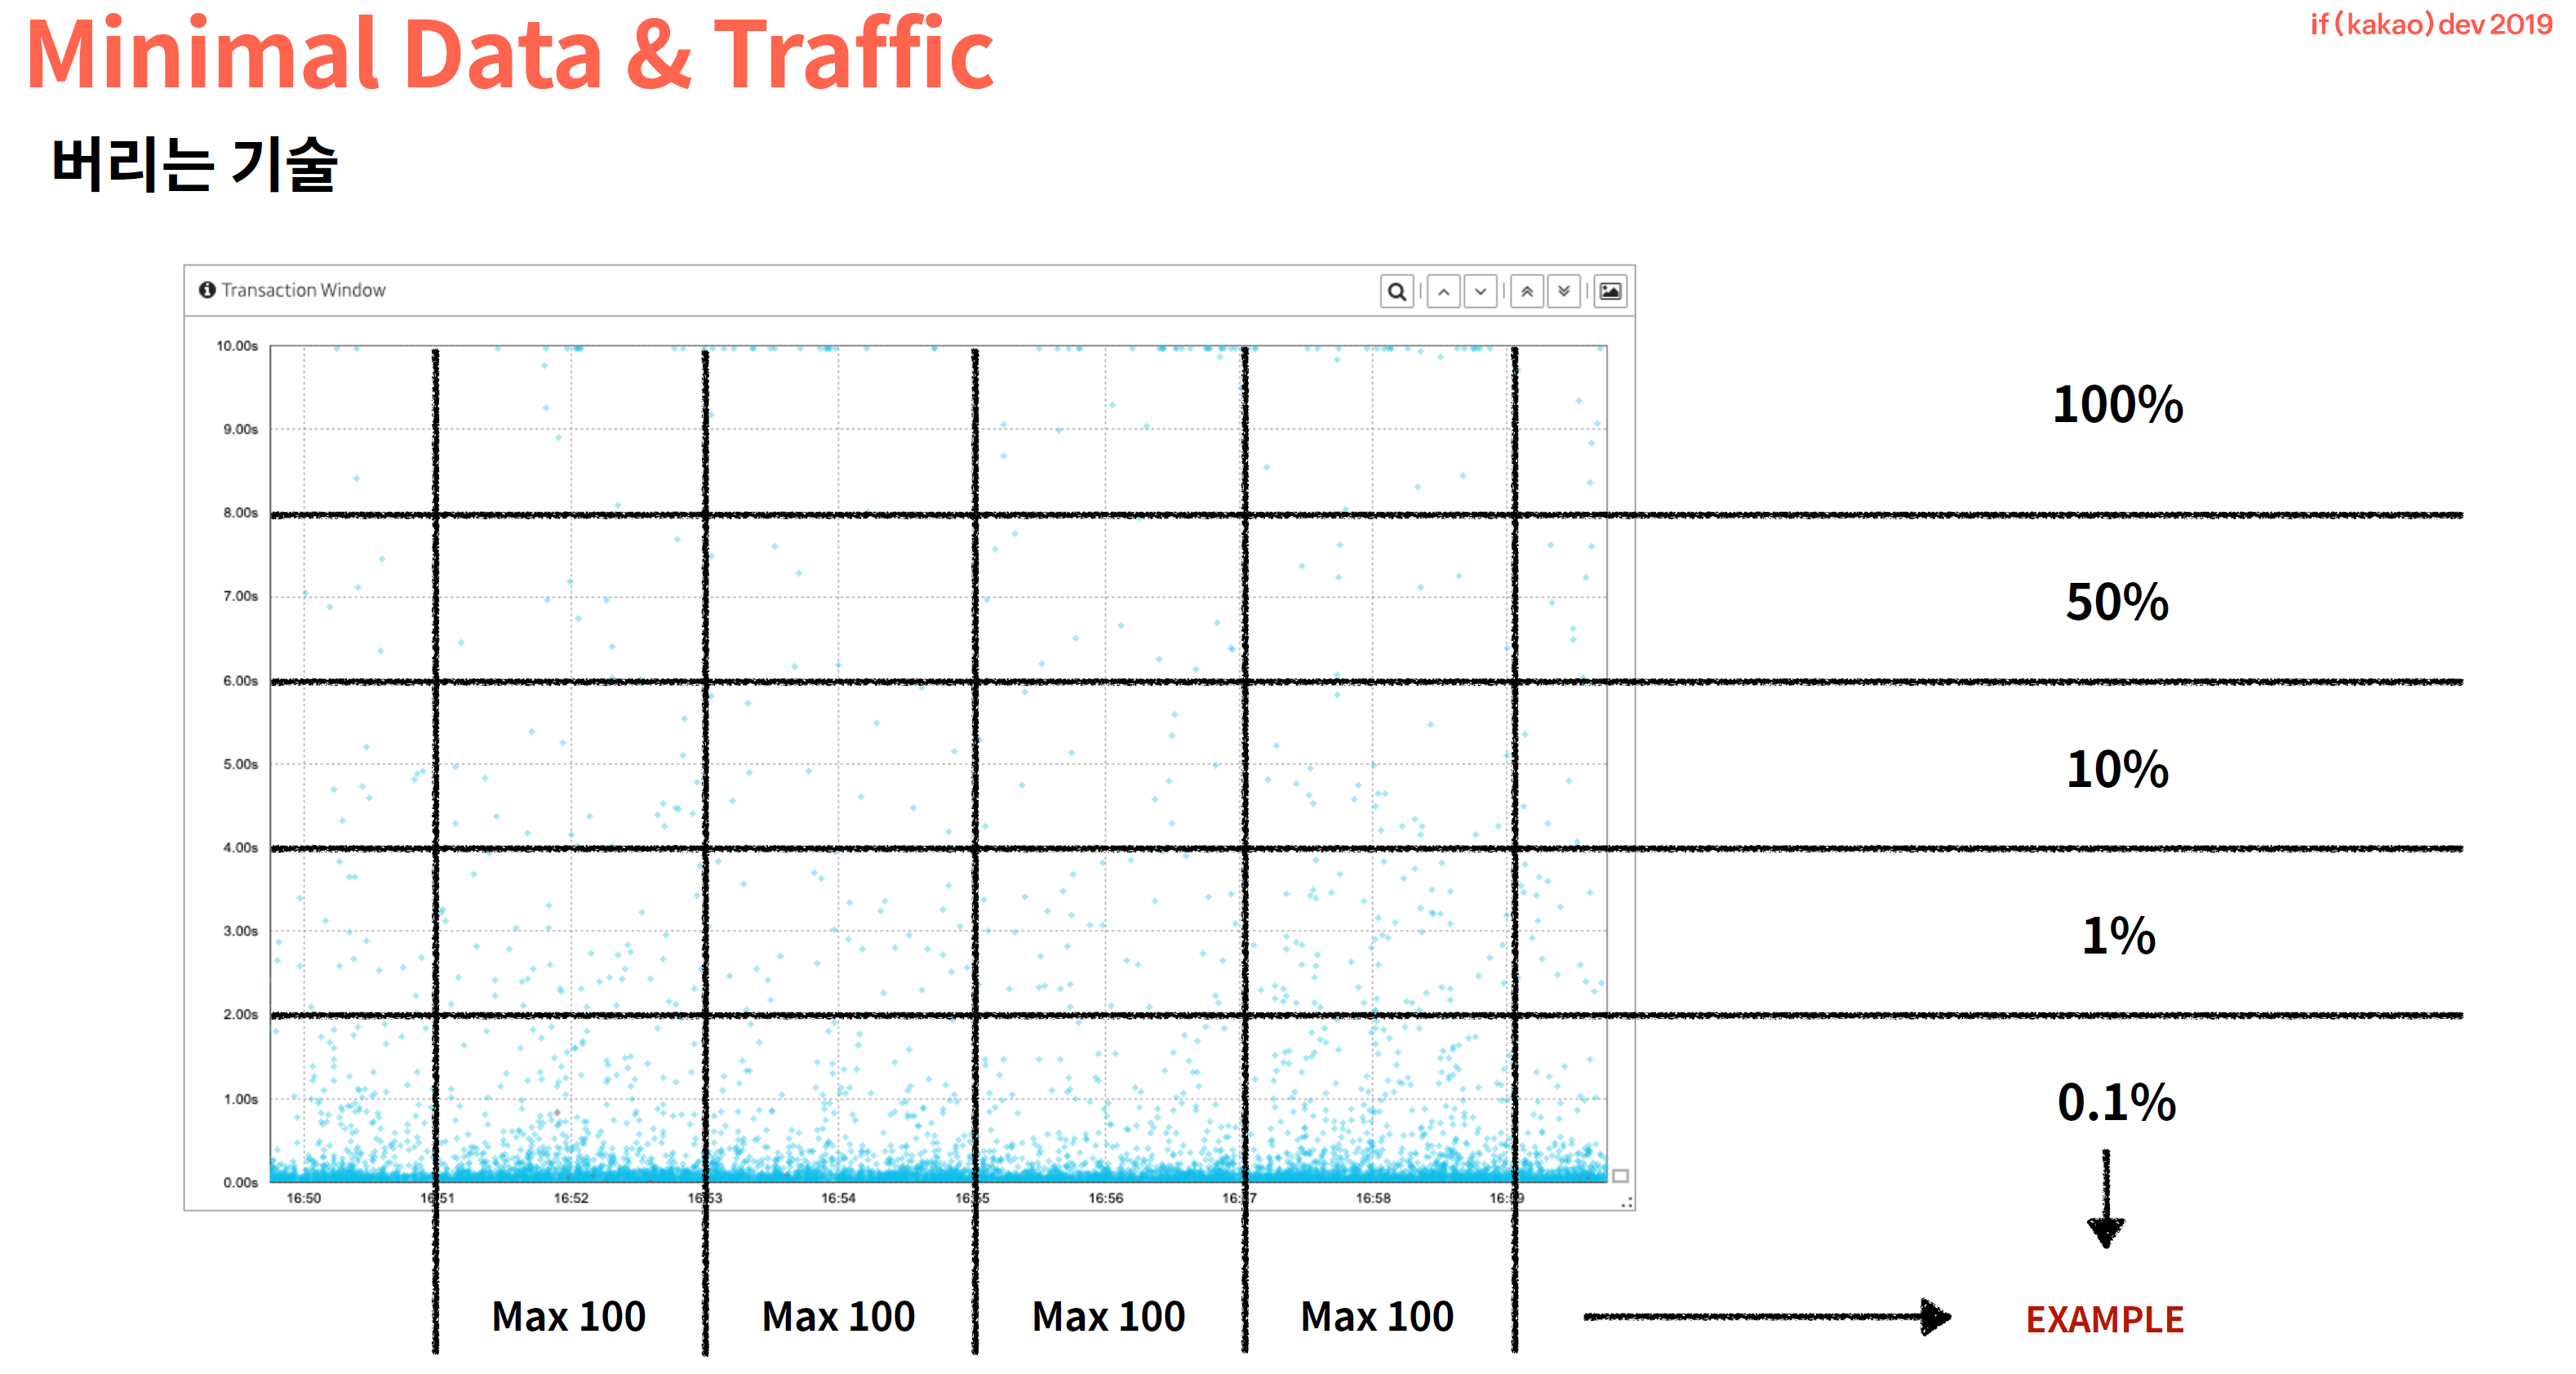 Minimal Data & Traffic
if(kakao)dev2019
버리는 기술
Transaction Window
10.00s
9.00s
8.00s
7.00s
6.00s
5.00s
4.00s
3.00s
2.00s
1.00s
0.00s
16:50 16:51 16:52 16:53 16:54 16:55 16:56 16:57 16:58 16:59
100%
50%
10%
1%
0.1%
Max 100 Max 100 Max 100 Max 100
EXAMPLE